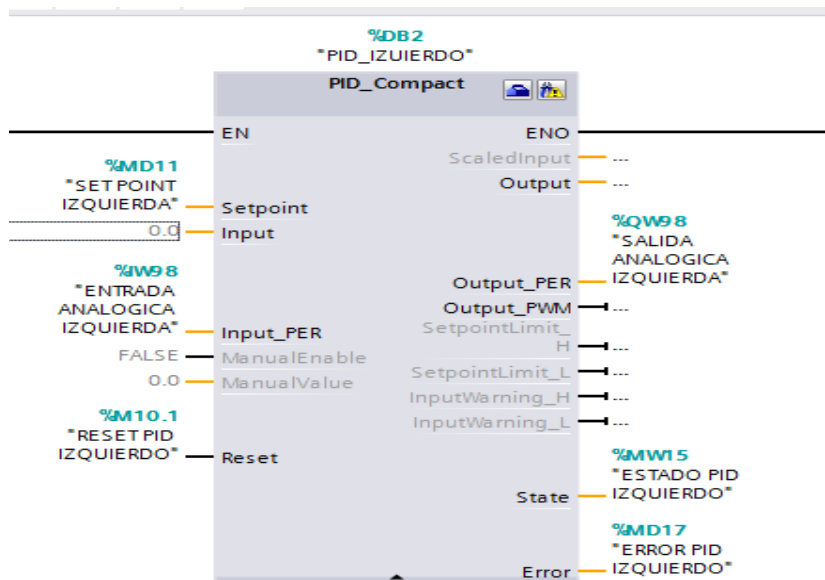 %DB2
"PID_IZUIERDO"
PID_Compact
EN
ENO
ScaledInput
---
%MD11
"SET POINT
IZQUIERDA"
Setpoint
Output
---
0.0
Input
%IW98
"ENTRADA
ANALOGICA
IZQUIERDA"
Input_PER
%QW98
"SALIDA
ANALOGICA
IZQUIERDA"
Output_PER
Output_PWM
---
FALSE
ManualEnable
SetpointLimit_
H
---
0.0
ManualValue
SetpointLimit_L
---
InputWarning_H
---
InputWarning_L
---
%M10.1
"RESET PID
IZQUIERDO"
Reset
%MW15
"ESTADO PID
IZQUIERDO"
State
%MD17
"ERROR PID
IZQUIERDO"
Error